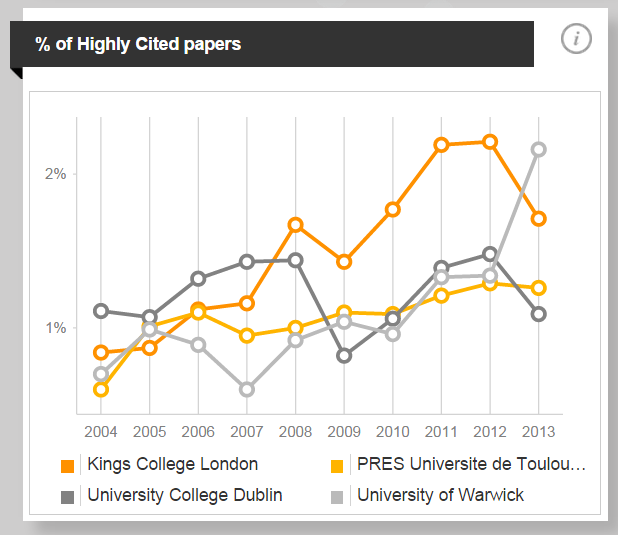 % of Highly Cited papers
i
2%
1%
2004 2005 2006 2007 2008 2009 2010 2011 2012 2013
Kings College London PRES Universite de Toulou...
University College Dublin University of Warwick